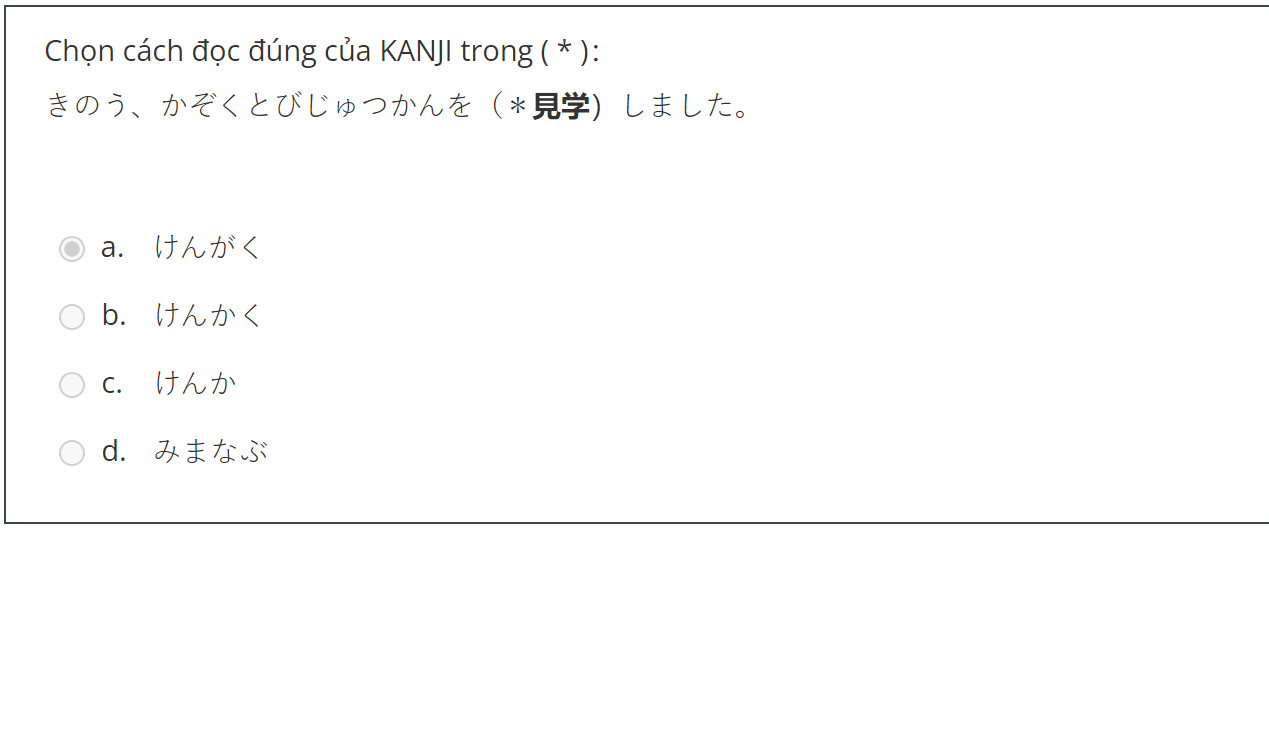 Chọn cách đọc đúng của KANJI trong ( * ):
きのう、かぞくとびじゅつかんを（＊見学）しました。
a. けんがく
b. けんかく
c. けんか
d. みまなぶ